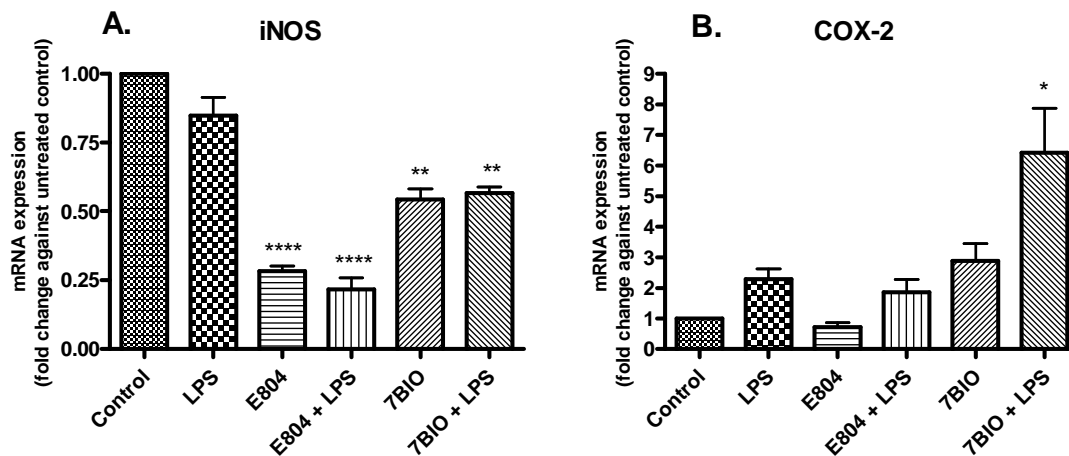 A.
iNOS
mRNA expression
(fold change against untreated control)
1.00
0.75
0.50
0.25
0.00
****
****
**
**
Control
LPS
E804
E804 + LPS
7BIO
7BIO + LPS
B.
COX-2
mRNA expression
(fold change against untreated control)
9
8
7
6
5
4
3
2
1
0
*
Control
LPS
E804
E804 + LPS
7BIO
7BIO + LPS